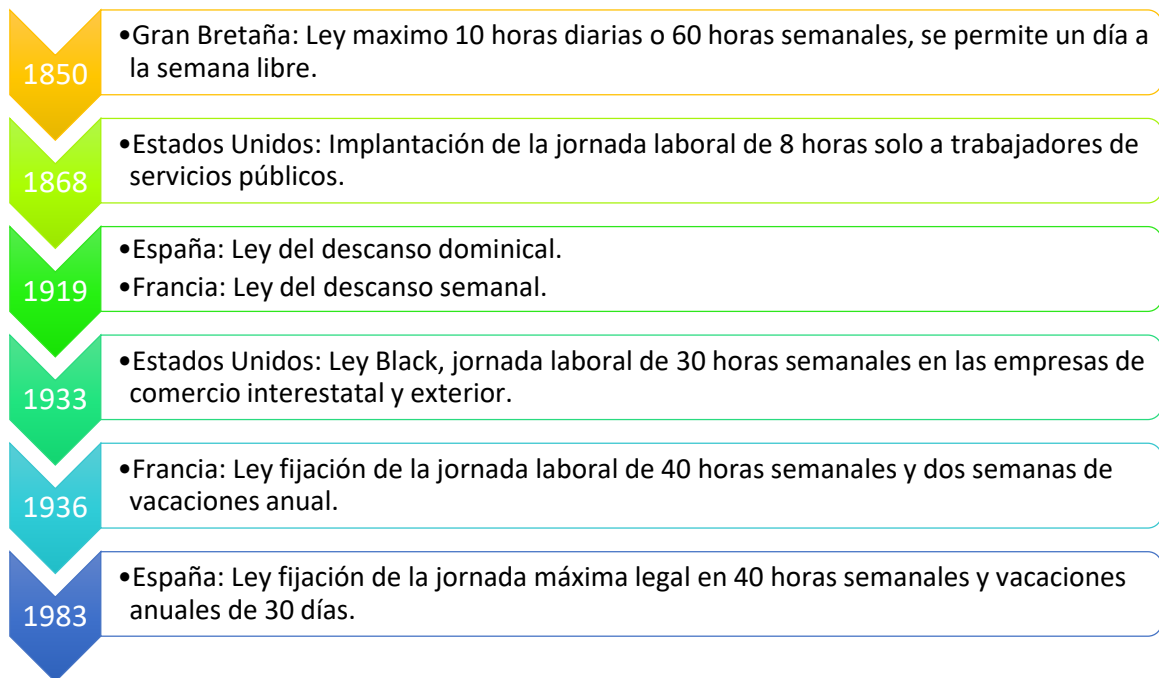 1850
•Gran Bretaña: Ley maximo 10 horas diarias o 60 horas semanales, se permite un día a
la semana libre.
1868
•Estados Unidos: Implantación de la jornada laboral de 8 horas solo a trabajadores de
servicios públicos.
1919
•España: Ley del descanso dominical.
•Francia: Ley del descanso semanal.
1933
•Estados Unidos: Ley Black, jornada laboral de 30 horas semanales en las empresas de
comercio interestatal y exterior.
1936
•Francia: Ley fijación de la jornada laboral de 40 horas semanales y dos semanas de
vacaciones anual.
1983
•España: Ley fijación de la jornada máxima legal en 40 horas semanales y vacaciones
anuales de 30 días.